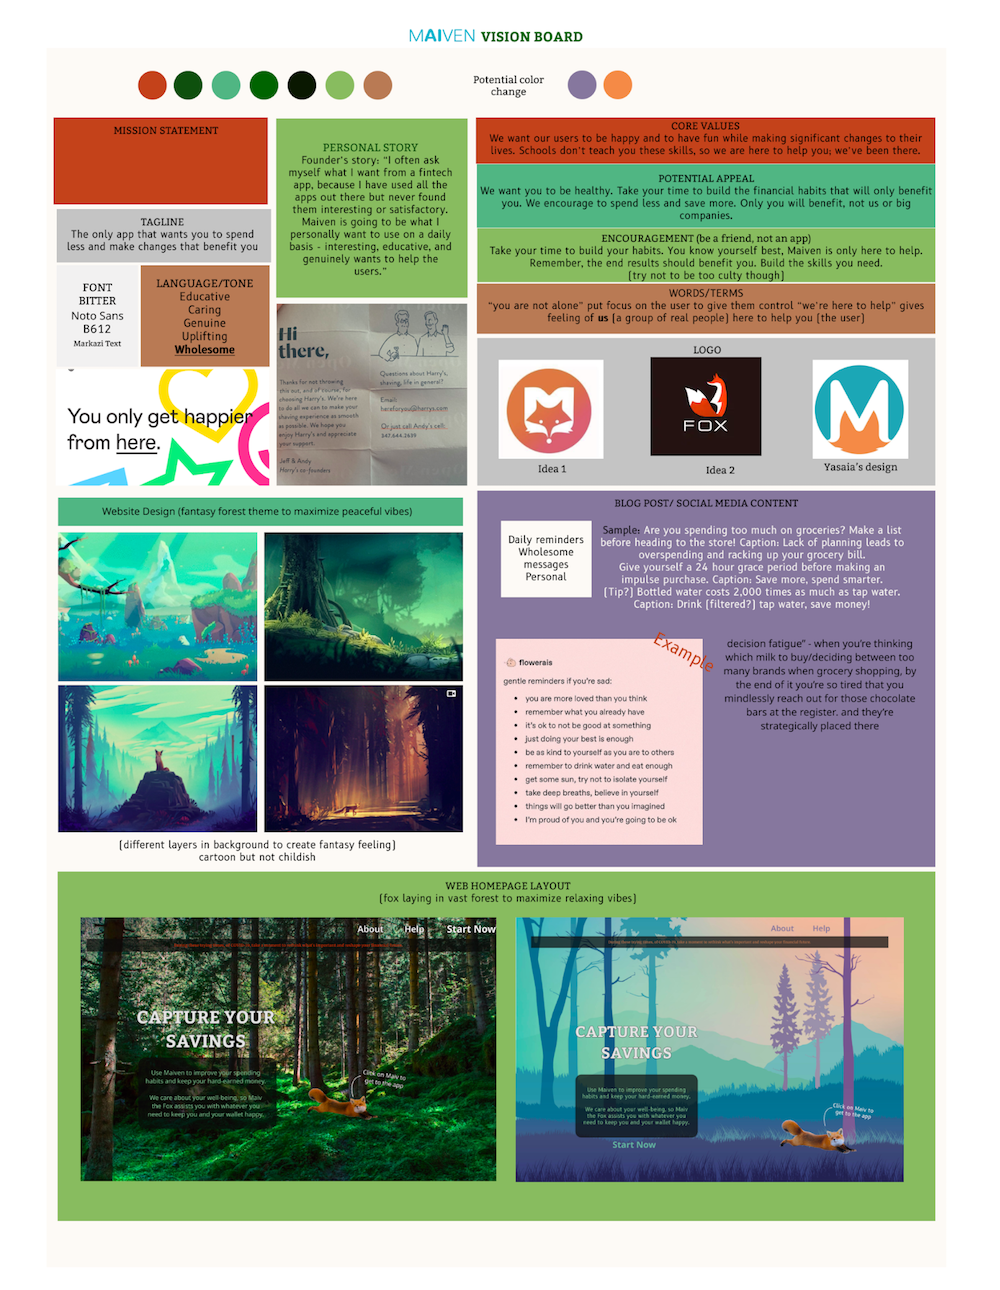 MAIVEN VISION BOARD
Potential color
change
MISSION STATEMENT
TAGLINE
The only app that wants you to spend
less and make changes that benefit you
FONT
BITTER
Noto Sans
B612
Markazi Text
LANGUAGE/TONE
Educative
Caring
Genuine
Uplifting
Wholesome
PERSONAL STORY
Founder's story: "I often ask
myself what I want from a fintech
app, because I have used all the
apps out there but never found
them interesting or satisfactory.
Maiven is going to be what I
personally want to use on a daily
basis - interesting, educative, and
genuinely wants to help the
users."
CORE VALUES
We want our users to be happy and to have fun while making significant changes to their
lives. Schools don't teach you these skills, so we are here to help you; we've been there.
POTENTIAL APPEAL
We want you to be healthy. Take your time to build the financial habits that will only benefit
you. We encourage to spend less and save more. Only you will benefit, not us or big
companies.
ENCOURAGEMENT (be a friend, not an app)
Take your time to build your habits. You know yourself best, Maiven is only here to help.
Remember, the end results should benefit you. Build the skills you need.
[try not to be too culty though]
WORDS/TERMS
"you are not alone" put focus on the user to give them control "we're here to help" gives
feeling of us [a group of real people] here to help you [the user]
You only get happier
from here.
Hi
there,
Thanks for not throwing
this out, and of course, for
choosing Harry's. We're here
to do all we can to make your
shaving experience as smooth
as possible. We hope you
enjoy Harry's and appreciate
your support.
Jeff & Andy
Harry's co-founders
Questions about Harry's,
shaving, life in general?
Email:
hereforyou@harrys.com
Or just call Andy's cell:
LOGO
M
FOX
M
Idea 1
Idea 2
Yasaia's design
Website Design (fantasy forest theme to maximize peaceful vibes)
[different layers in background to create fantasy feeling]
cartoon but not childish
BLOG POST/ SOCIAL MEDIA CONTENT
Daily reminders
Wholesome
messages
Personal
Sample: Are you spending too much on groceries? Make a list
before heading to the store! Caption: Lack of planning leads to
overspending and racking up your grocery bill.
Give yourself a 24 hour grace period before making an
impulse purchase. Caption: Save more, spend smarter.
[Tip?] Bottled water costs 2,000 times as much as tap water.
Caption: Drink [filtered?] tap water, save money!
Example
flowerais
gentle reminders if you're sad:
• you are more loved than you think
• remember what you already have
• it's ok to not be good at something
• just doing your best is enough
• be as kind to yourself as you are to others
• remember to drink water and eat enough
• get some sun, try not to isolate yourself
• take deep breaths, believe in yourself
• things will go better than you imagined
• I'm proud of you and you're going to be ok
decision fatigue" - when you're thinking
which milk to buy/deciding between too
many brands when grocery shopping, by
the end of it you're so tired that you
mindlessly reach out for those chocolate
bars at the register. and they're
strategically placed there
WEB HOMEPAGE LAYOUT
[fox laying in vast forest to maximize relaxing vibes]
About Help Start Now
CAPTURE YOUR
SAVINGS
Use Maiven to improve your spending
habits and keep your hard-earned money.
We care about your well-being, so Maiv
the Fox assists you with whatever you
need to keep you and your wallet happy.
Click on Maiv to
get to the app
About Help
CAPTURE YOUR
SAVINGS
Use Maiven to improve your spending
habits and keep your hard-earned money.
We care about your well-being, so Maiv
the Fox assists you with whatever you
need to keep you and your wallet happy.
Start Now
Click on Maiv to
get to the app